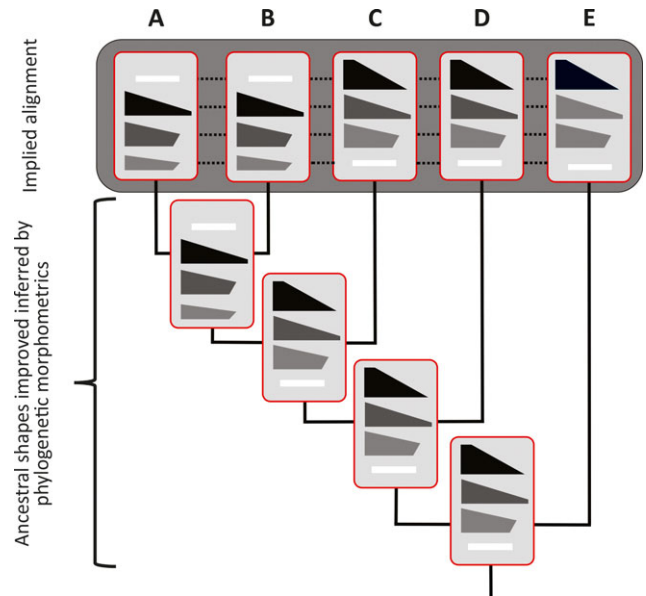 A B C D E
Implied alignment
Ancestral shapes improved inferred by
phylogenetic morphometrics